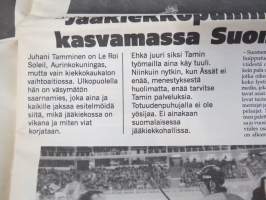 kasvamassa Suon
Juhani Tamminen on Le Roi
Soleil, Aurinkokuningas,
mutta vain kiekkokaukalon
vaihtoaitiossa. Ulkopuolella
hän on väsymätön
saarnamies, joka aina ja
kaikille jaksaa esitelmöidä
siitä, mikä jääkiekossa on
vikana ja miten viat
korjataan.
Ehkä juuri siksi Tamin
työmailla aina käy tuuli.
Niinkuin nytkin, kun Ässät ei
enää, menestyksestä
huolimatta, enää tarvitse
Tamin palveluksia.
Totuudenpuhujalla ei ole
yösijaa. Ei ainakaan
suomalaisessa
jääkiekkohallissa.